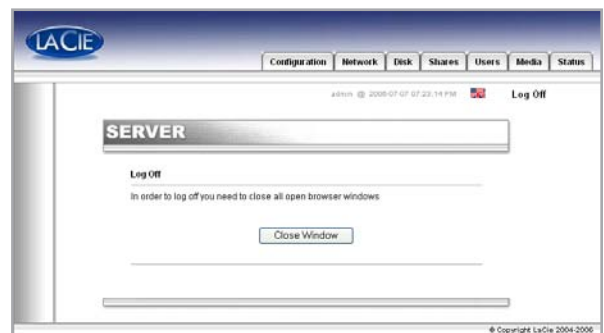 LACIE
Configuration Network Disk Shares Users Media Status
admin @ 2006-07-07 07:23:14 PM Log Off
SERVER
Log Off
In order to log off you need to close all open browser windows
Close Window
© Copyright LaCie 2004-2006